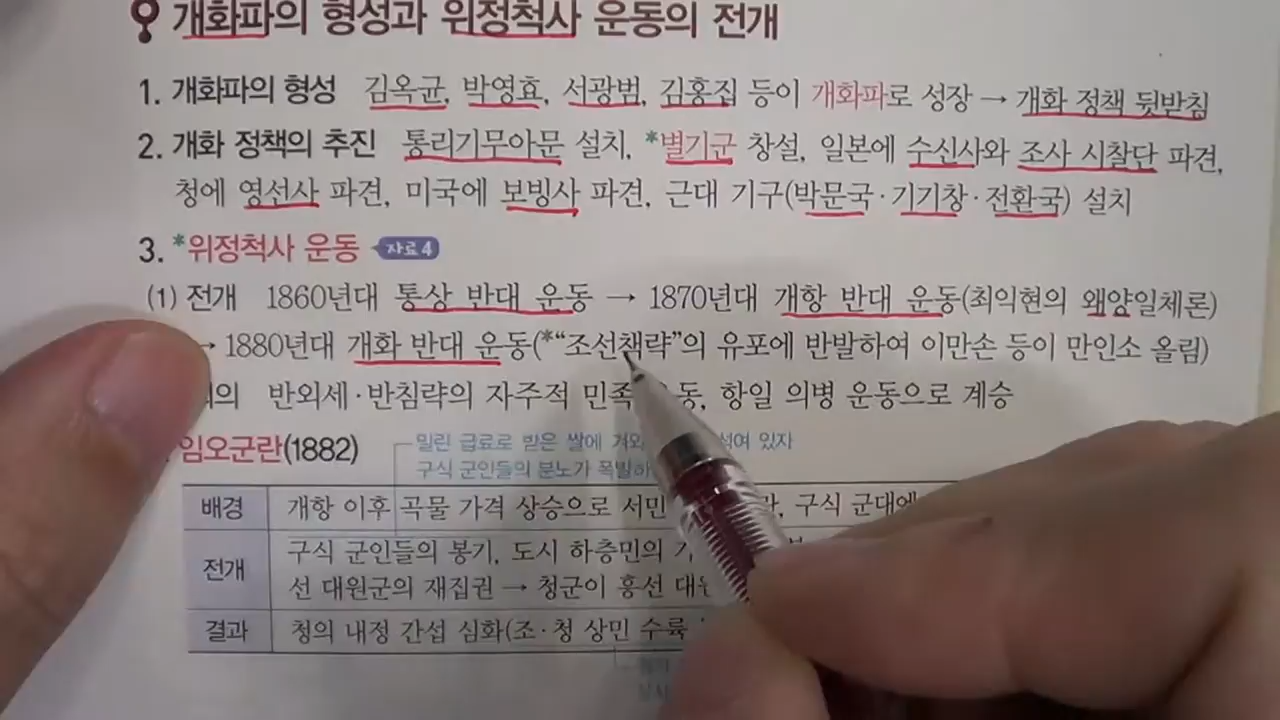 개화파의 형성과 위정척사 운동의 전개
1. 개화파의 형성 김옥균, 박영효, 서광범, 김홍집 등이 개화파로 성장 → 개화 정책 뒷받침
2. 개화 정책의 추진 통리기무아문 설치, *별기군 창설, 일본에 수신사와 조사 시찰단 파견,
청에 영선사 파견, 미국에 보빙사 파견, 근대 기구(박문국·기기창·전환국) 설치
3. *위정척사 운동 자료4
(1) 전개 1860년대 통상 반대 운동 → 1870년대 개항 반대 운동(최익현의 왜양일체론)
→ 1880년대 개화 반대 운동(*“조선책략”의 유포에 반발하여 이만손 등이 만인소 올림)
반외세·반침략의 자주적 민족 운동, 항일 의병 운동으로 계승
임오군란(1882)
밀린 급료로 받은 쌀에 겨와 섞여 있자
구식 군인들의 분노가 폭발하
배경 개항 이후 곡물 가격 상승으로 서민 구식 군대에
전개 구식 군인들의 봉기, 도시 하층민의
선 대원군의 재집권 → 청군이 흥선 대원
결과 청의 내정 간섭 심화(조·청 상민 수륙